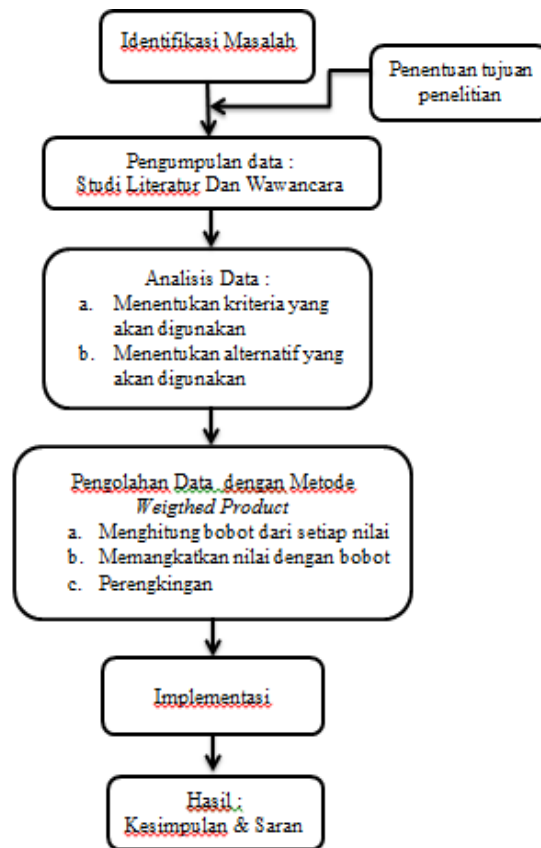 Identifikasi Masalah
Penentuan tujuan
penelitian
Pengumpulan data :
Studi Literatur Dan Wawancara
Analisis Data :
a. Menentukan kriteria yang
akan digunakan
b. Menentukan alternatif yang
akan digunakan
Pengolahan Data dengan Metode
Weigthed Product
a. Menghitung bobot dari setiap nilai
b. Memangkatkan nilai dengan bobot
c. Perengkingan
Implementasi
Hasil :
Kesimpulan & Saran